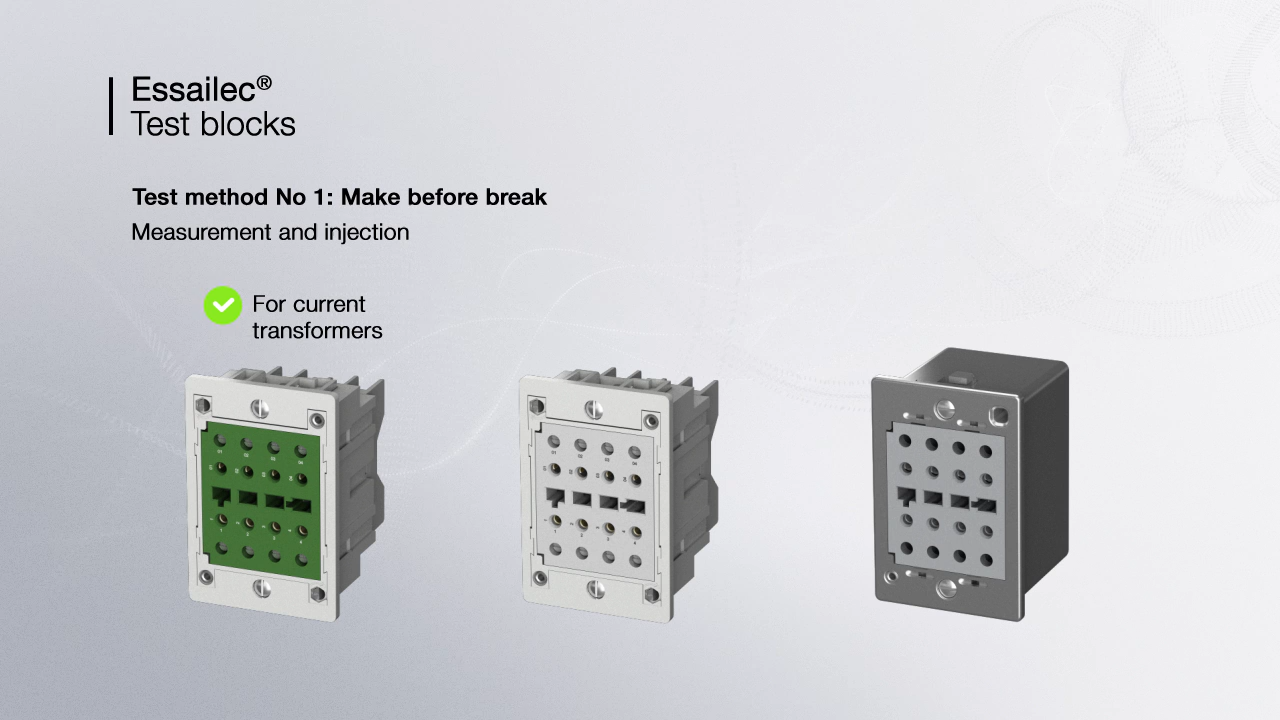 Essailec®
Test blocks
Test method No 1: Make before break
Measurement and injection
For current
transformers